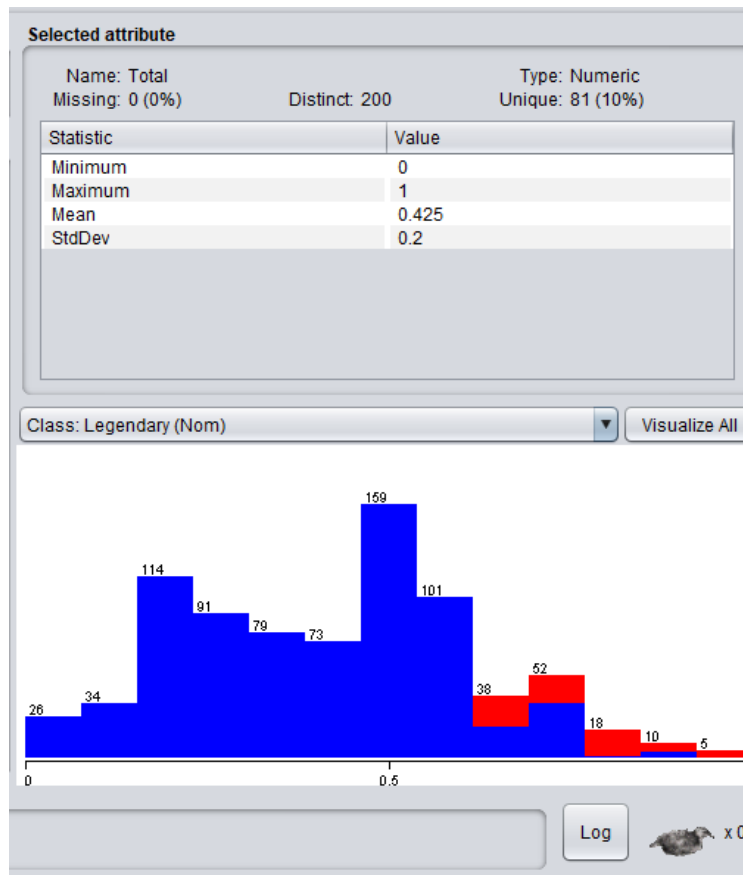 Selected attribute
Name: Total Type: Numeric
Missing: 0 (0%) Distinct: 200 Unique: 81 (10%)
Statistic Value
Minimum 0
Maximum 1
Mean 0.425
StdDev 0.2
Class: Legendary (Nom) Visualize All
159
114
101
91
79
73
52
38
34
26
18
10
5
0 0.5
Log x 0